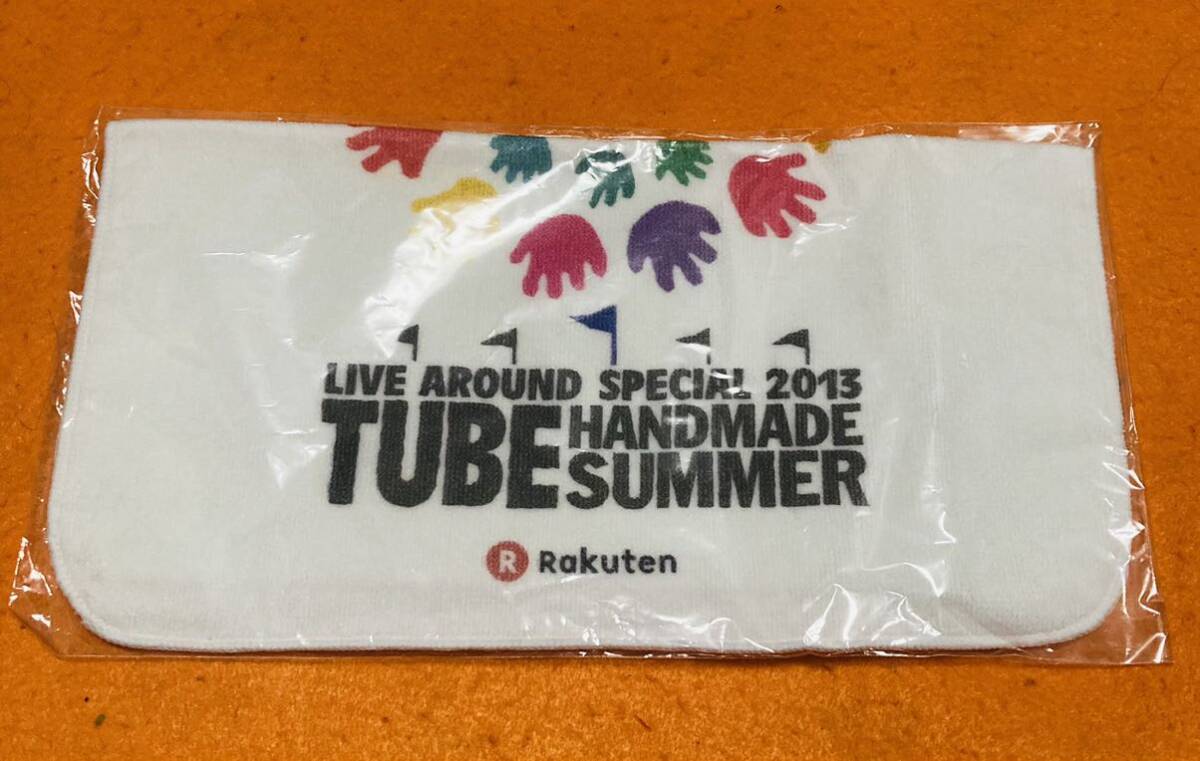 LIVE AROUND SPECIAL 2013
TUBE HANDMADE
SUMMER
R Rakuten